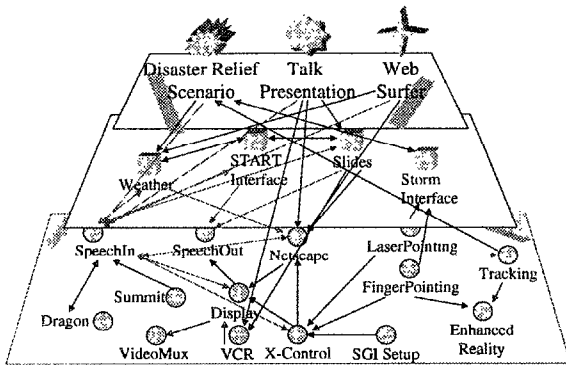 Disaster Relief
Scenario
Talk
Presentation
Web
Surfer
Weather
START
Interface
Slides
Storm
Interface
SpeechIn
SpeechOut
Netscape
LaserPointing
Tracking
FingerPointing
Summit
Dragon
Display
Enhanced
Reality
VideoMux
VCR
X-Control
SGI Setup